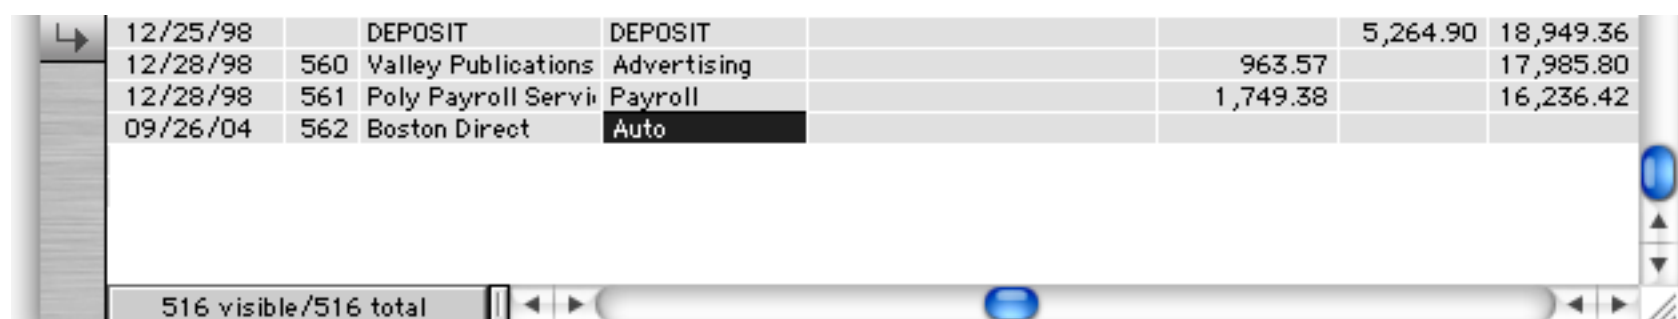 12/25/98 DEPOSIT DEPOSIT 5,264.90 18,949.36
12/28/98 560 Valley Publications Advertising 963.57 17,985.80
12/28/98 561 Poly Payroll Servi Payroll 1,749.38 16,236.42
09/26/04 562 Boston Direct Auto
516 visible/516 total